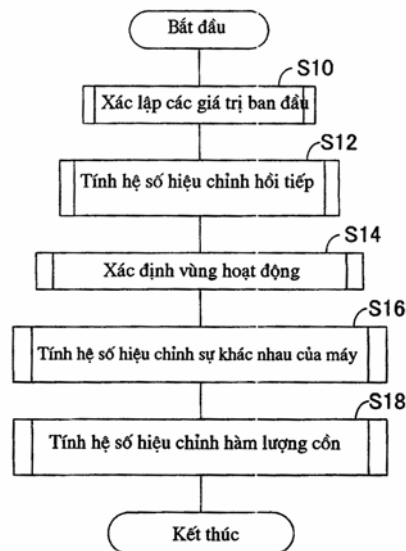 Bắt đầu
S10
Xác lập các giá trị ban đầu
S12
Tính hệ số hiệu chỉnh hồi tiếp
S14
Xác định vùng hoạt động
S16
Tính hệ số hiệu chỉnh sự khác nhau của máy
S18
Tính hệ số hiệu chỉnh hàm lượng cồn
Kết thúc